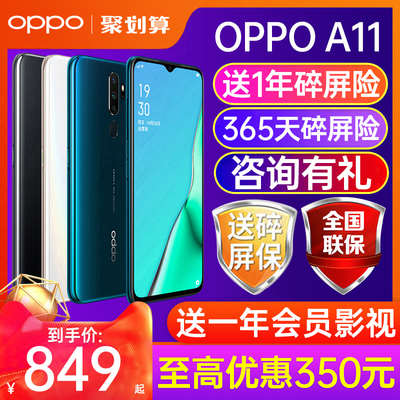 OPPO 聚划算
OPPO A11
送1年碎屏险
365天碎屏险
咨询有礼
19
30
OPPO
送碎
屏保
全国
联保
送一年会员影视
到手价:
¥849起
至高优惠350元